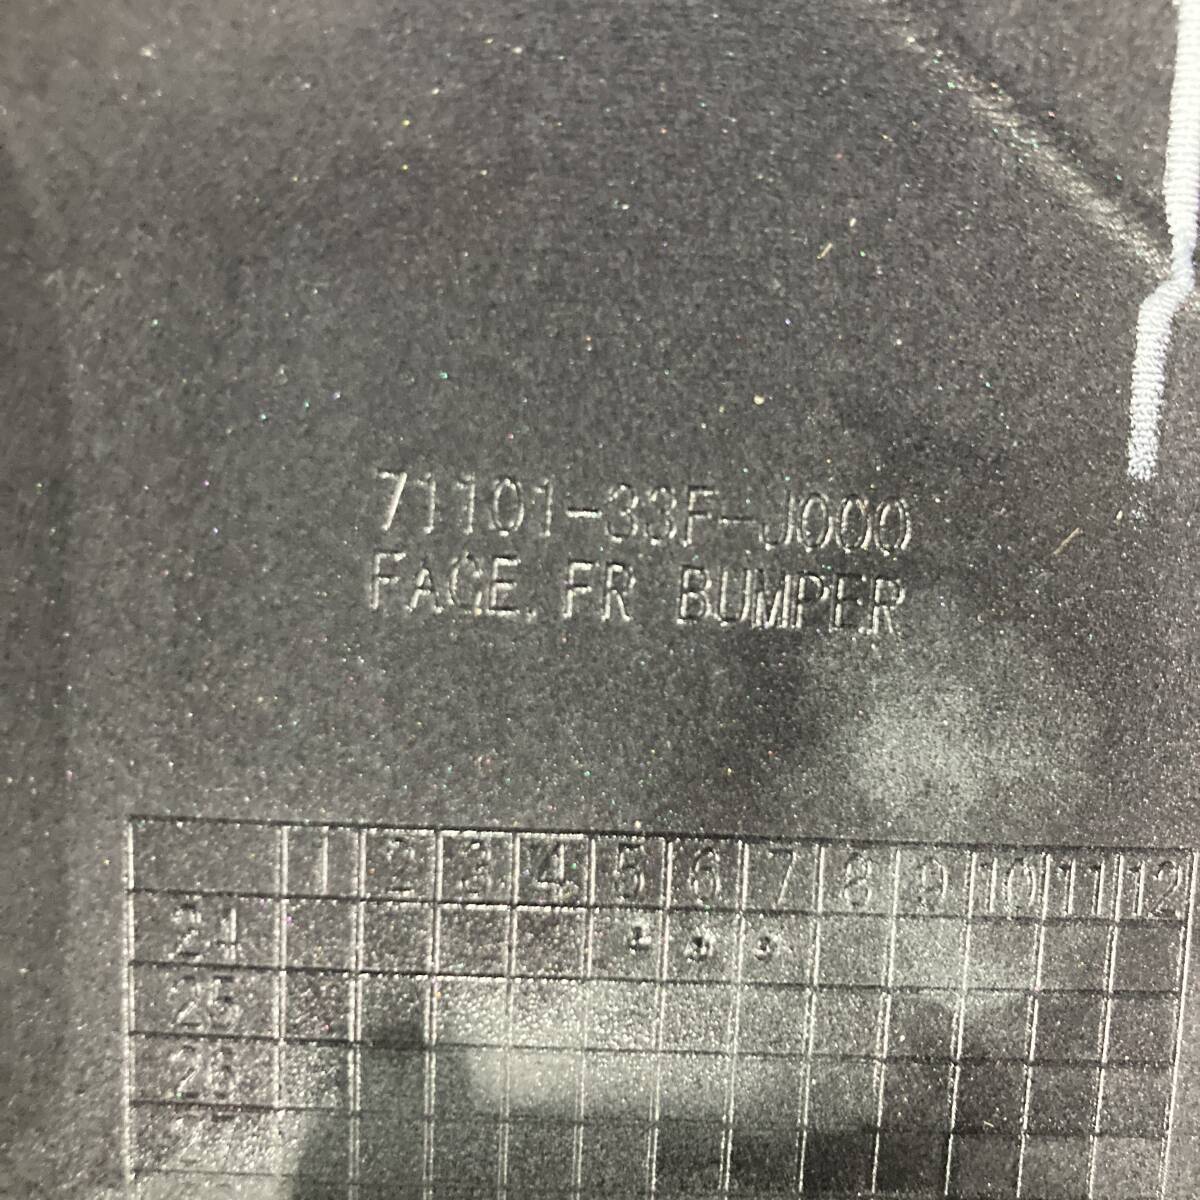 71101-33F-J000
FACE, FR BUMPER
1 2 3 4 5 6 7 8 9 10 11 12
24
25
26